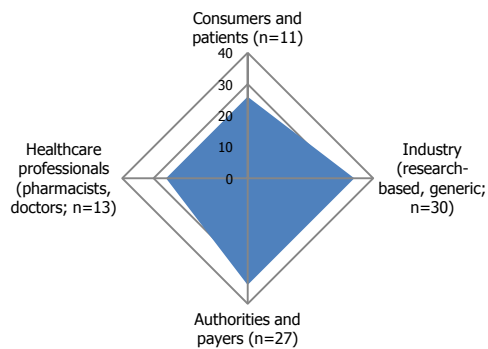 Consumers and
patients (n=11)
40
30
20
10
0
Healthcare
professionals
(pharmacists,
doctors; n=13)
Industry
(research-
based, generic;
n=30)
Authorities and
payers (n=27)